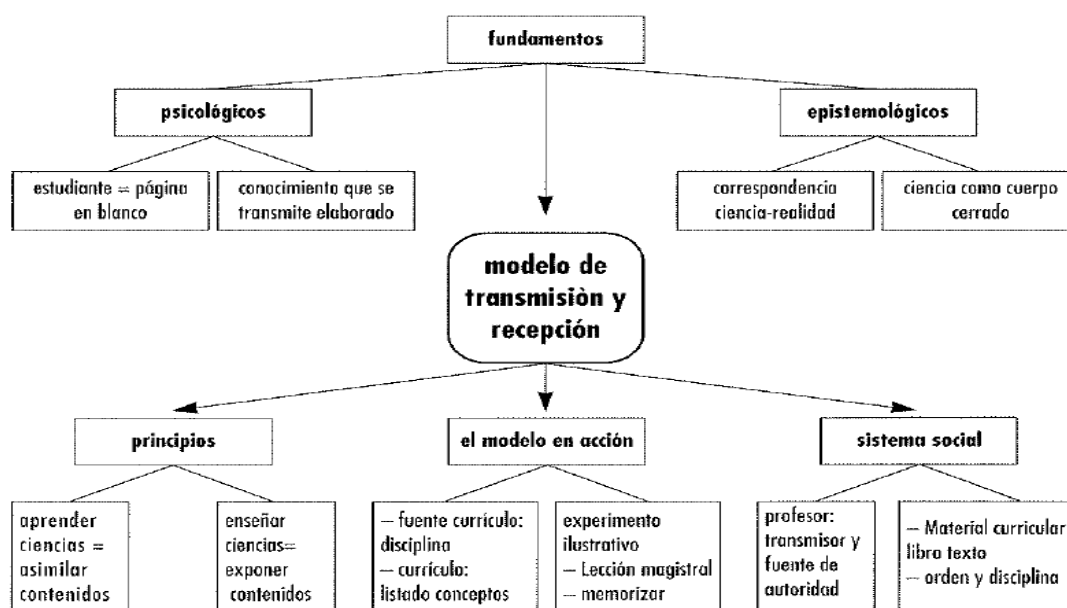 fundamentos
psicológicos
epistemológicos
estudiante = página
en blanco
conocimiento que se
transmite elaborado
correspondencia
ciencia-realidad
ciencia como cuerpo
cerrado
modelo de
transmisiòn y
recepción
principios
el modelo en acción
sistema social
aprender
ciencias =
asimilar
contenidos
enseñar
ciencias=
exponer
contenidos
– fuente currículo:
disciplina
– currículo:
listado conceptos
experimento
ilustrativo
– Lección magistral
– memorizar
profesor:
transmisor y
fuente de
autoridad
– Material curricular
libro texto
– orden y disciplina